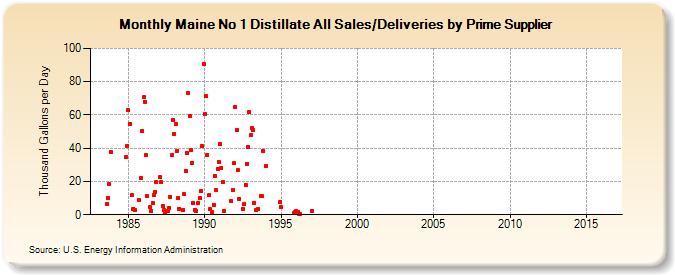 Monthly Maine No 1 Distillate All Sales/Deliveries by Prime Supplier
Thousand Gallons per Day
100
80
60
40
20
0
1985 1990 1995 2000 2005 2010 2015
Source: U.S. Energy Information Administration